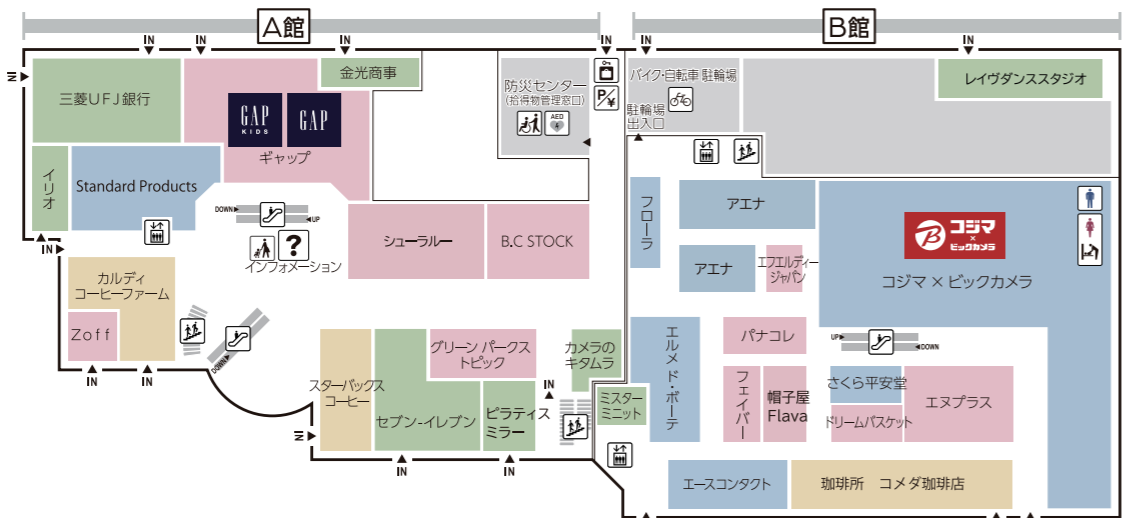 A館
B館
IN
IN
IN
IN
IN
IN
三菱UFJ銀行
GAP
KIDS
GAP
ギャップ
金光商事
防災センター
(拾得物管理窓口)
AED
P/¥
バイク・自転車 駐輪場
駐輪場
出入口
レイヴダンススタジオ
イリオ
Standard Products
DOWN
UP
?
インフォメーション
シューラルー
B.C STOCK
フローラ
アエナ
アエナ
エフエルディー
ジャパン
コジマ
×
ビックカメラ
コジマ×ビックカメラ
IN
カルディ
コーヒーファーム
Zoff
DOWN
IN
IN
スターバックス
コーヒー
セブン-イレブン
グリーン パークス
トピック
ピラティス
ミラー
カメラの
キタムラ
ミスター
ミニット
IN
IN
IN
IN
エルメド・ボーテ
パナコレ
フェイバー
帽子屋
Flava
UP
DOWN
さくら平安堂
ドリームバスケット
エヌプラス
エースコンタクト
珈琲所 コメダ珈琲店